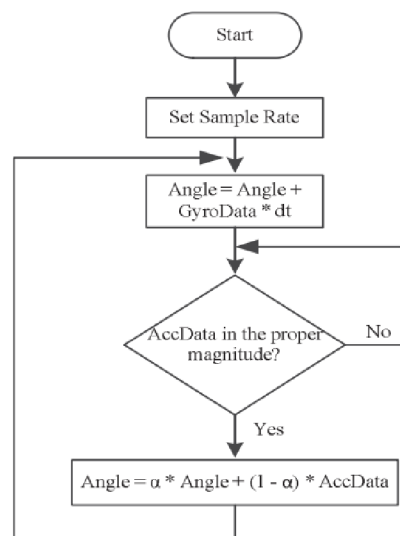 Start
Set Sample Rate
Angle = Angle +
GyroData * dt
AccData in the proper
magnitude?
No
Yes
Angle = α * Angle + (1 - α) * AccData